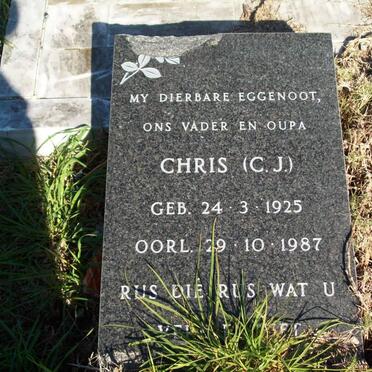 MY DIERBARE EGGENOOT,
ONS VADER EN OUPA
CHRIS (C.J.)
GEB. 24·3·1925
OORL. 29·10·1987
RUS DIE RUS WAT U